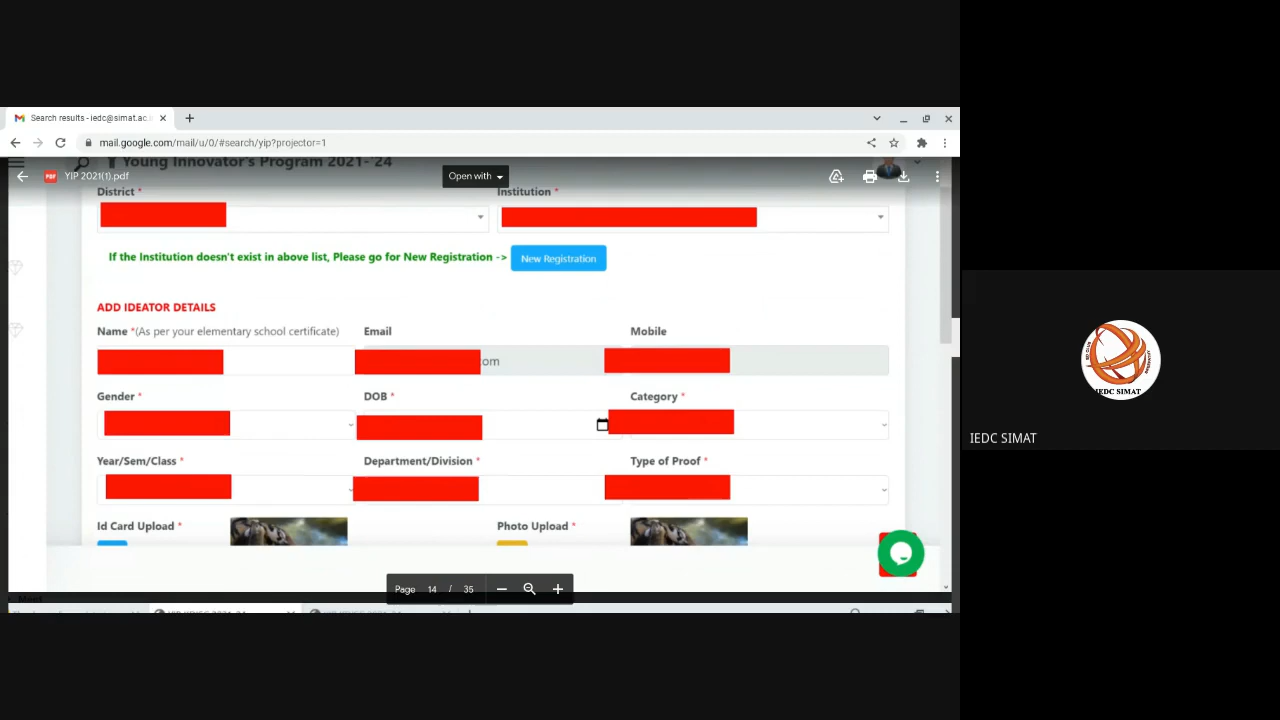 Search results - iedc@simat.ac.i
mail.google.com/mail/u/0/#search/yip?projector=1
Young Innovator's Program 2021-'24
YIP 2021(1).pdf
Open with
District *
Institution *
If the Institution doesn't exist in above list, Please go for New Registration ->
New Registration
ADD IDEATOR DETAILS
Name *(As per your elementary school certificate)
Email
Mobile
om
Gender *
DOB *
Category *
Year/Sem/Class *
Department/Division *
Type of Proof *
Id Card Upload *
Photo Upload *
Page 14 / 35
IEDC SIMAT
IEDC SIMAT